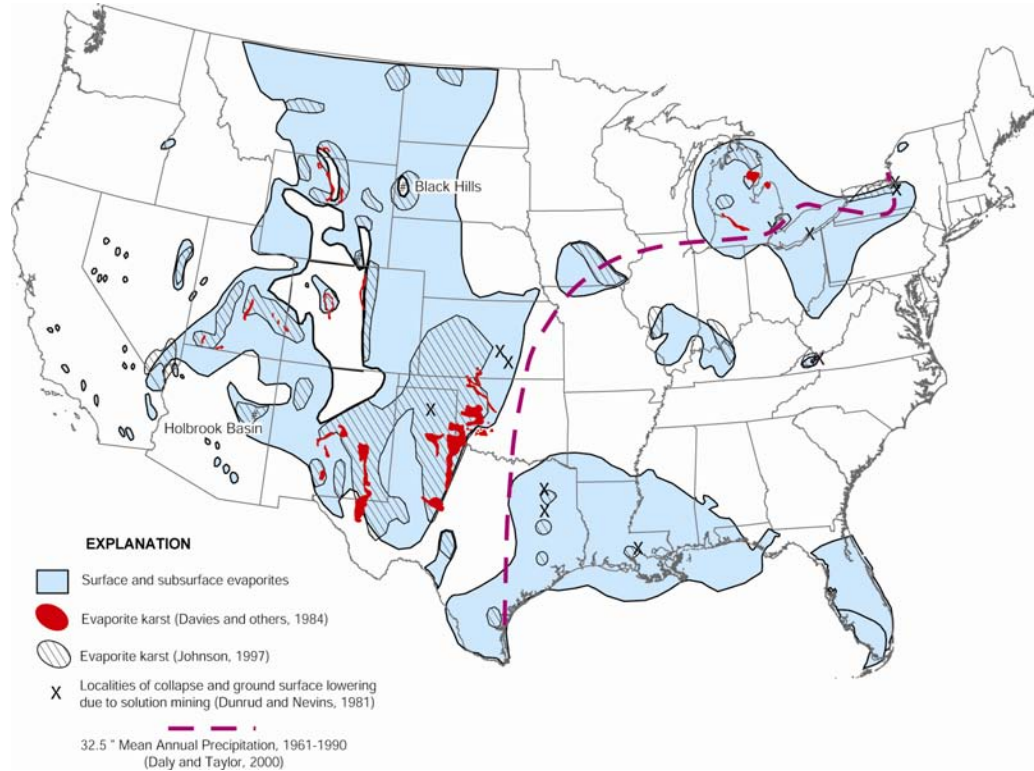 Black Hills
Holbrook Basin
EXPLANATION
Surface and subsurface evaporites
Evaporite karst (Davies and others, 1984)
Evaporite karst (Johnson, 1997)
X Localities of collapse and ground surface lowering
due to solution mining (Dunrud and Nevins, 1981)
32.5 " Mean Annual Precipitation, 1961-1990
(Daly and Taylor, 2000)